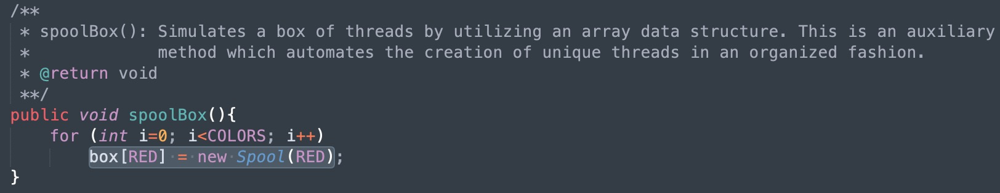 /**
* spoolBox(): Simulates a box of threads by utilizing an array data structure. This is an auxiliary
* method which automates the creation of unique threads in an organized fashion.
* @return void
**/
public void spoolBox(){
for (int i=0; i<COLORS; i++)
box[RED] = new Spool(RED);
}